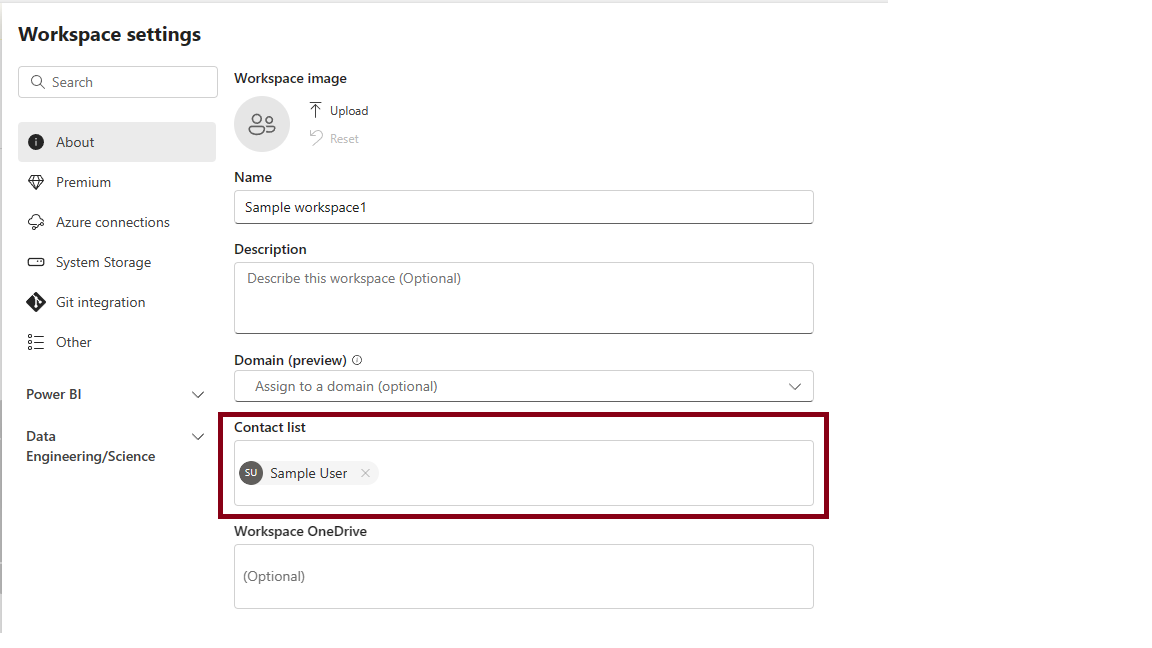 Workspace settings
Search
About
Premium
Azure connections
System Storage
Git integration
Other
Power BI
Data
Engineering/Science
Workspace image
Upload
Reset
Name
Sample workspace1
Description
Describe this workspace (Optional)
Domain (preview)
Assign to a domain (optional)
Contact list
SU Sample User
Workspace OneDrive
(Optional)